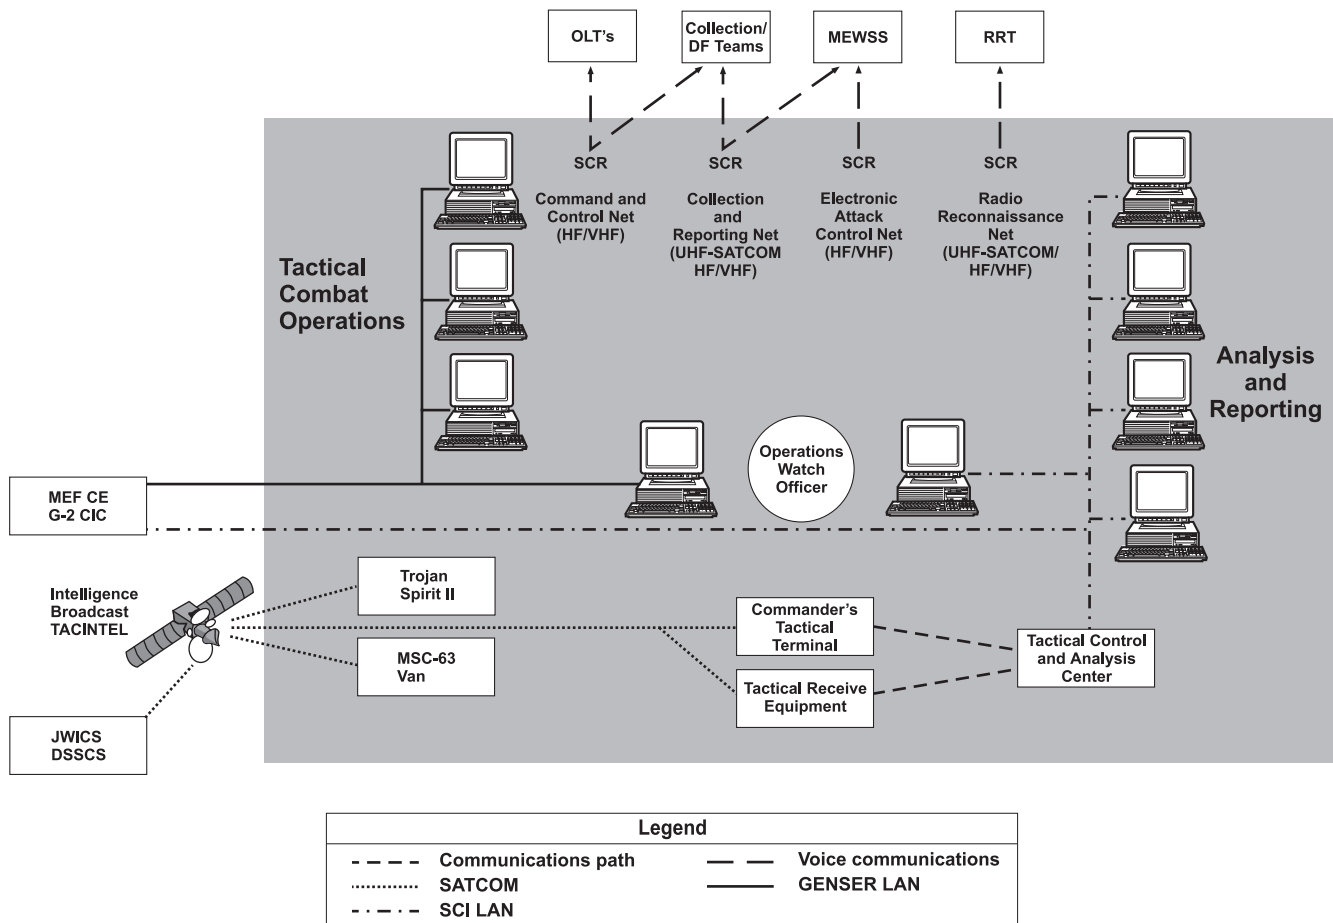 OLT's
Collection/
DF Teams
MEWSS
RRT
SCR
Command and
Control Net
(HF/VHF)
SCR
Collection
and
Reporting Net
(UHF-SATCOM
HF/VHF)
SCR
Electronic
Attack
Control Net
(HF/VHF)
SCR
Radio
Reconnaissance
Net
(UHF-SATCOM/
HF/VHF)
Tactical
Combat
Operations
Analysis
and
Reporting
Operations
Watch
Officer
MEF CE
G-2 CIC
Intelligence
Broadcast
TACINTEL
Trojan
Spirit II
MSC-63
Van
Commander's
Tactical
Terminal
Tactical Receive
Equipment
Tactical Control
and Analysis
Center
JWICS
DSSCS
Legend
Communications path
SATCOM
SCI LAN
Voice communications
GENSER LAN